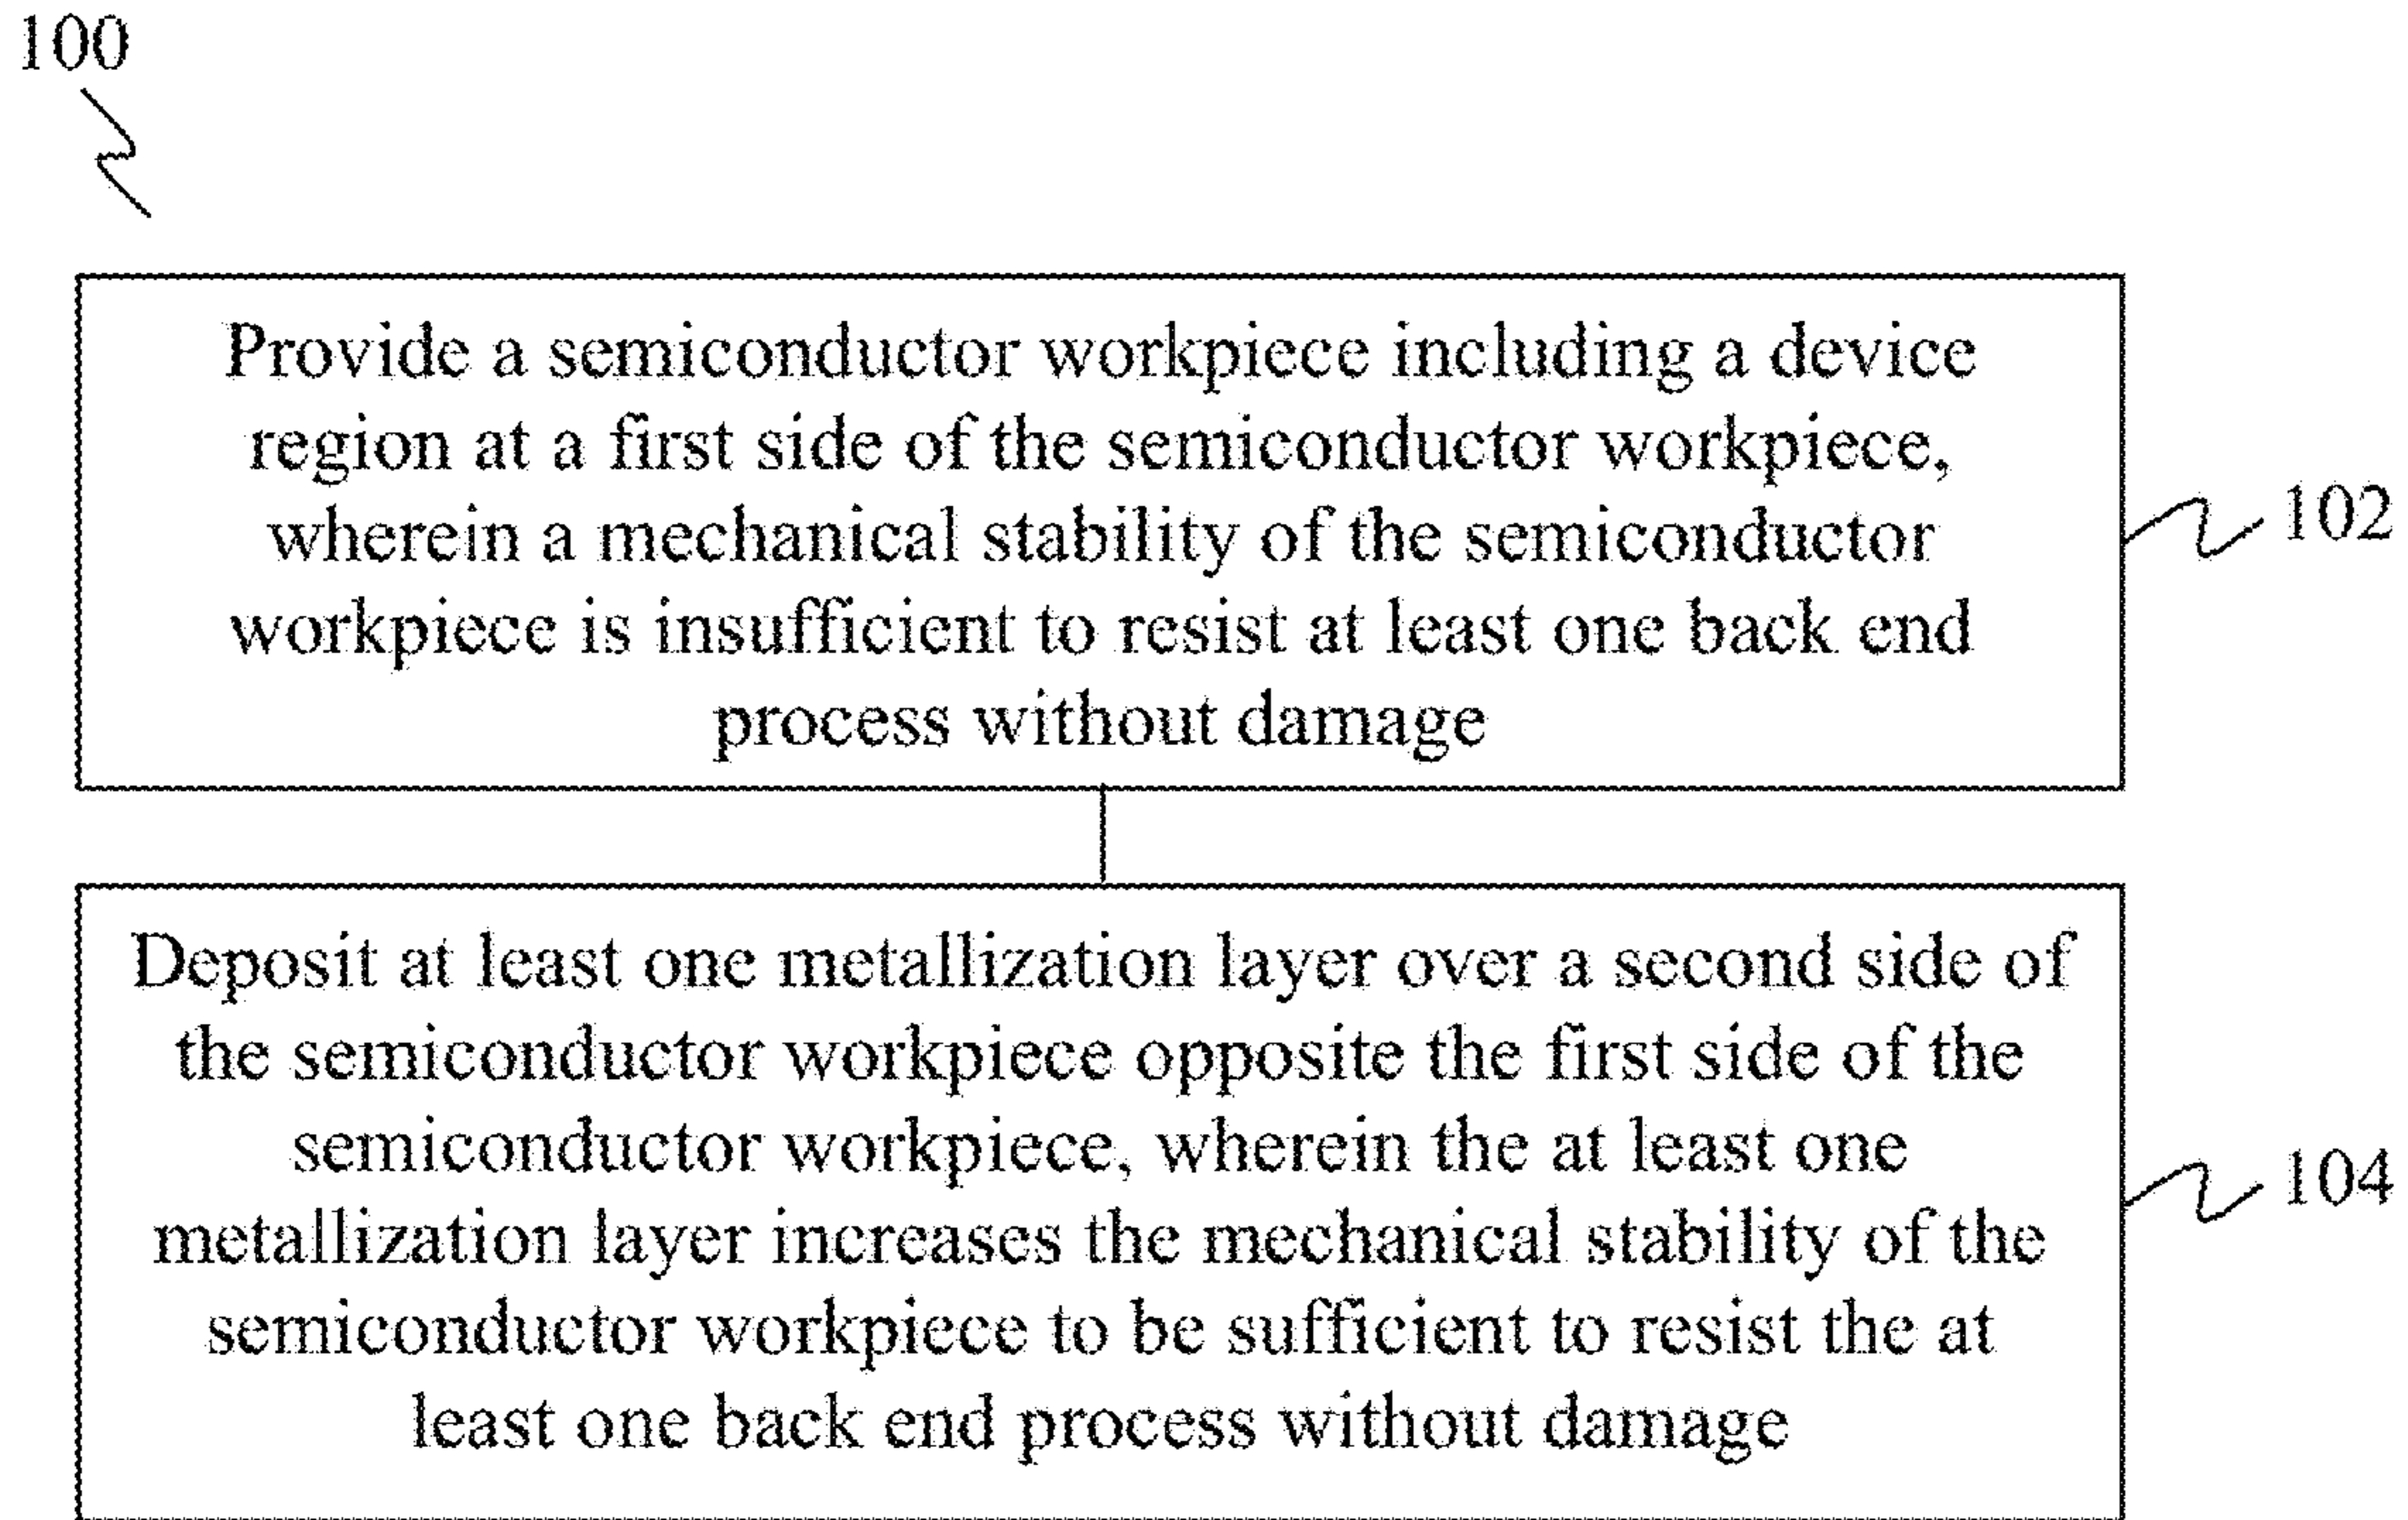 100
Provide a semiconductor workpiece including a device
region at a first side of the semiconductor workpiece,
wherein a mechanical stability of the semiconductor
workpiece is insufficient to resist at least one back end
process without damage
102
Deposit at least one metallization layer over a second side of
the semiconductor workpiece opposite the first side of the
semiconductor workpiece, wherein the at least one
metallization layer increases the mechanical stability of the
semiconductor workpiece to be sufficient to resist the at
least one back end process without damage
104